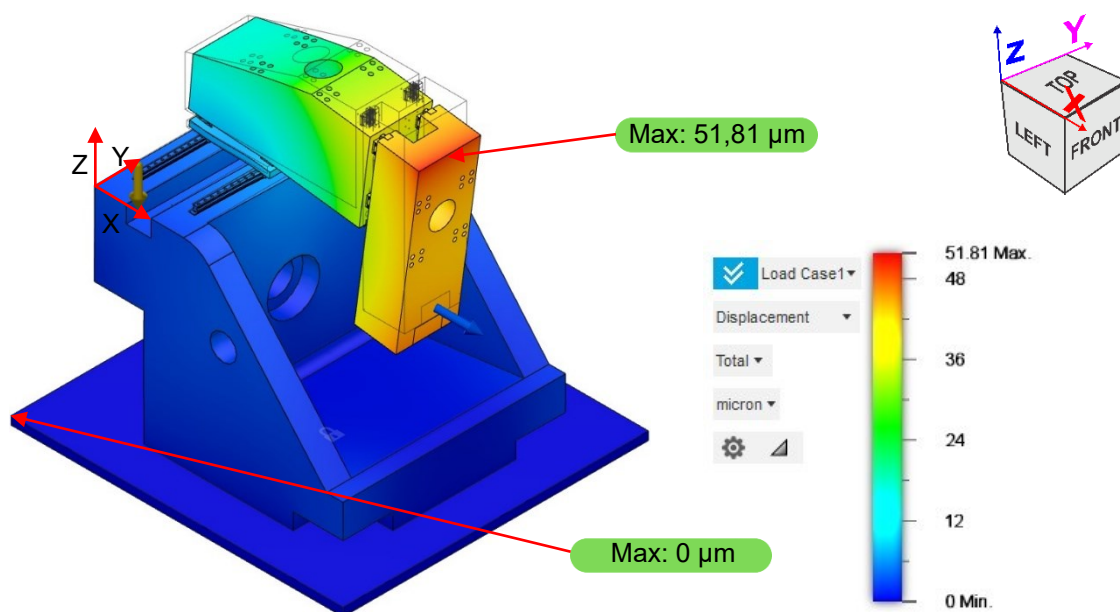 Z
Y
X
TOP
LEFT
FRONT
Max: 51,81 µm
Z
Y
X
Load Case1
Displacement
Total
micron
51.81 Max.
48
36
24
12
0 Min.
Max: 0 µm